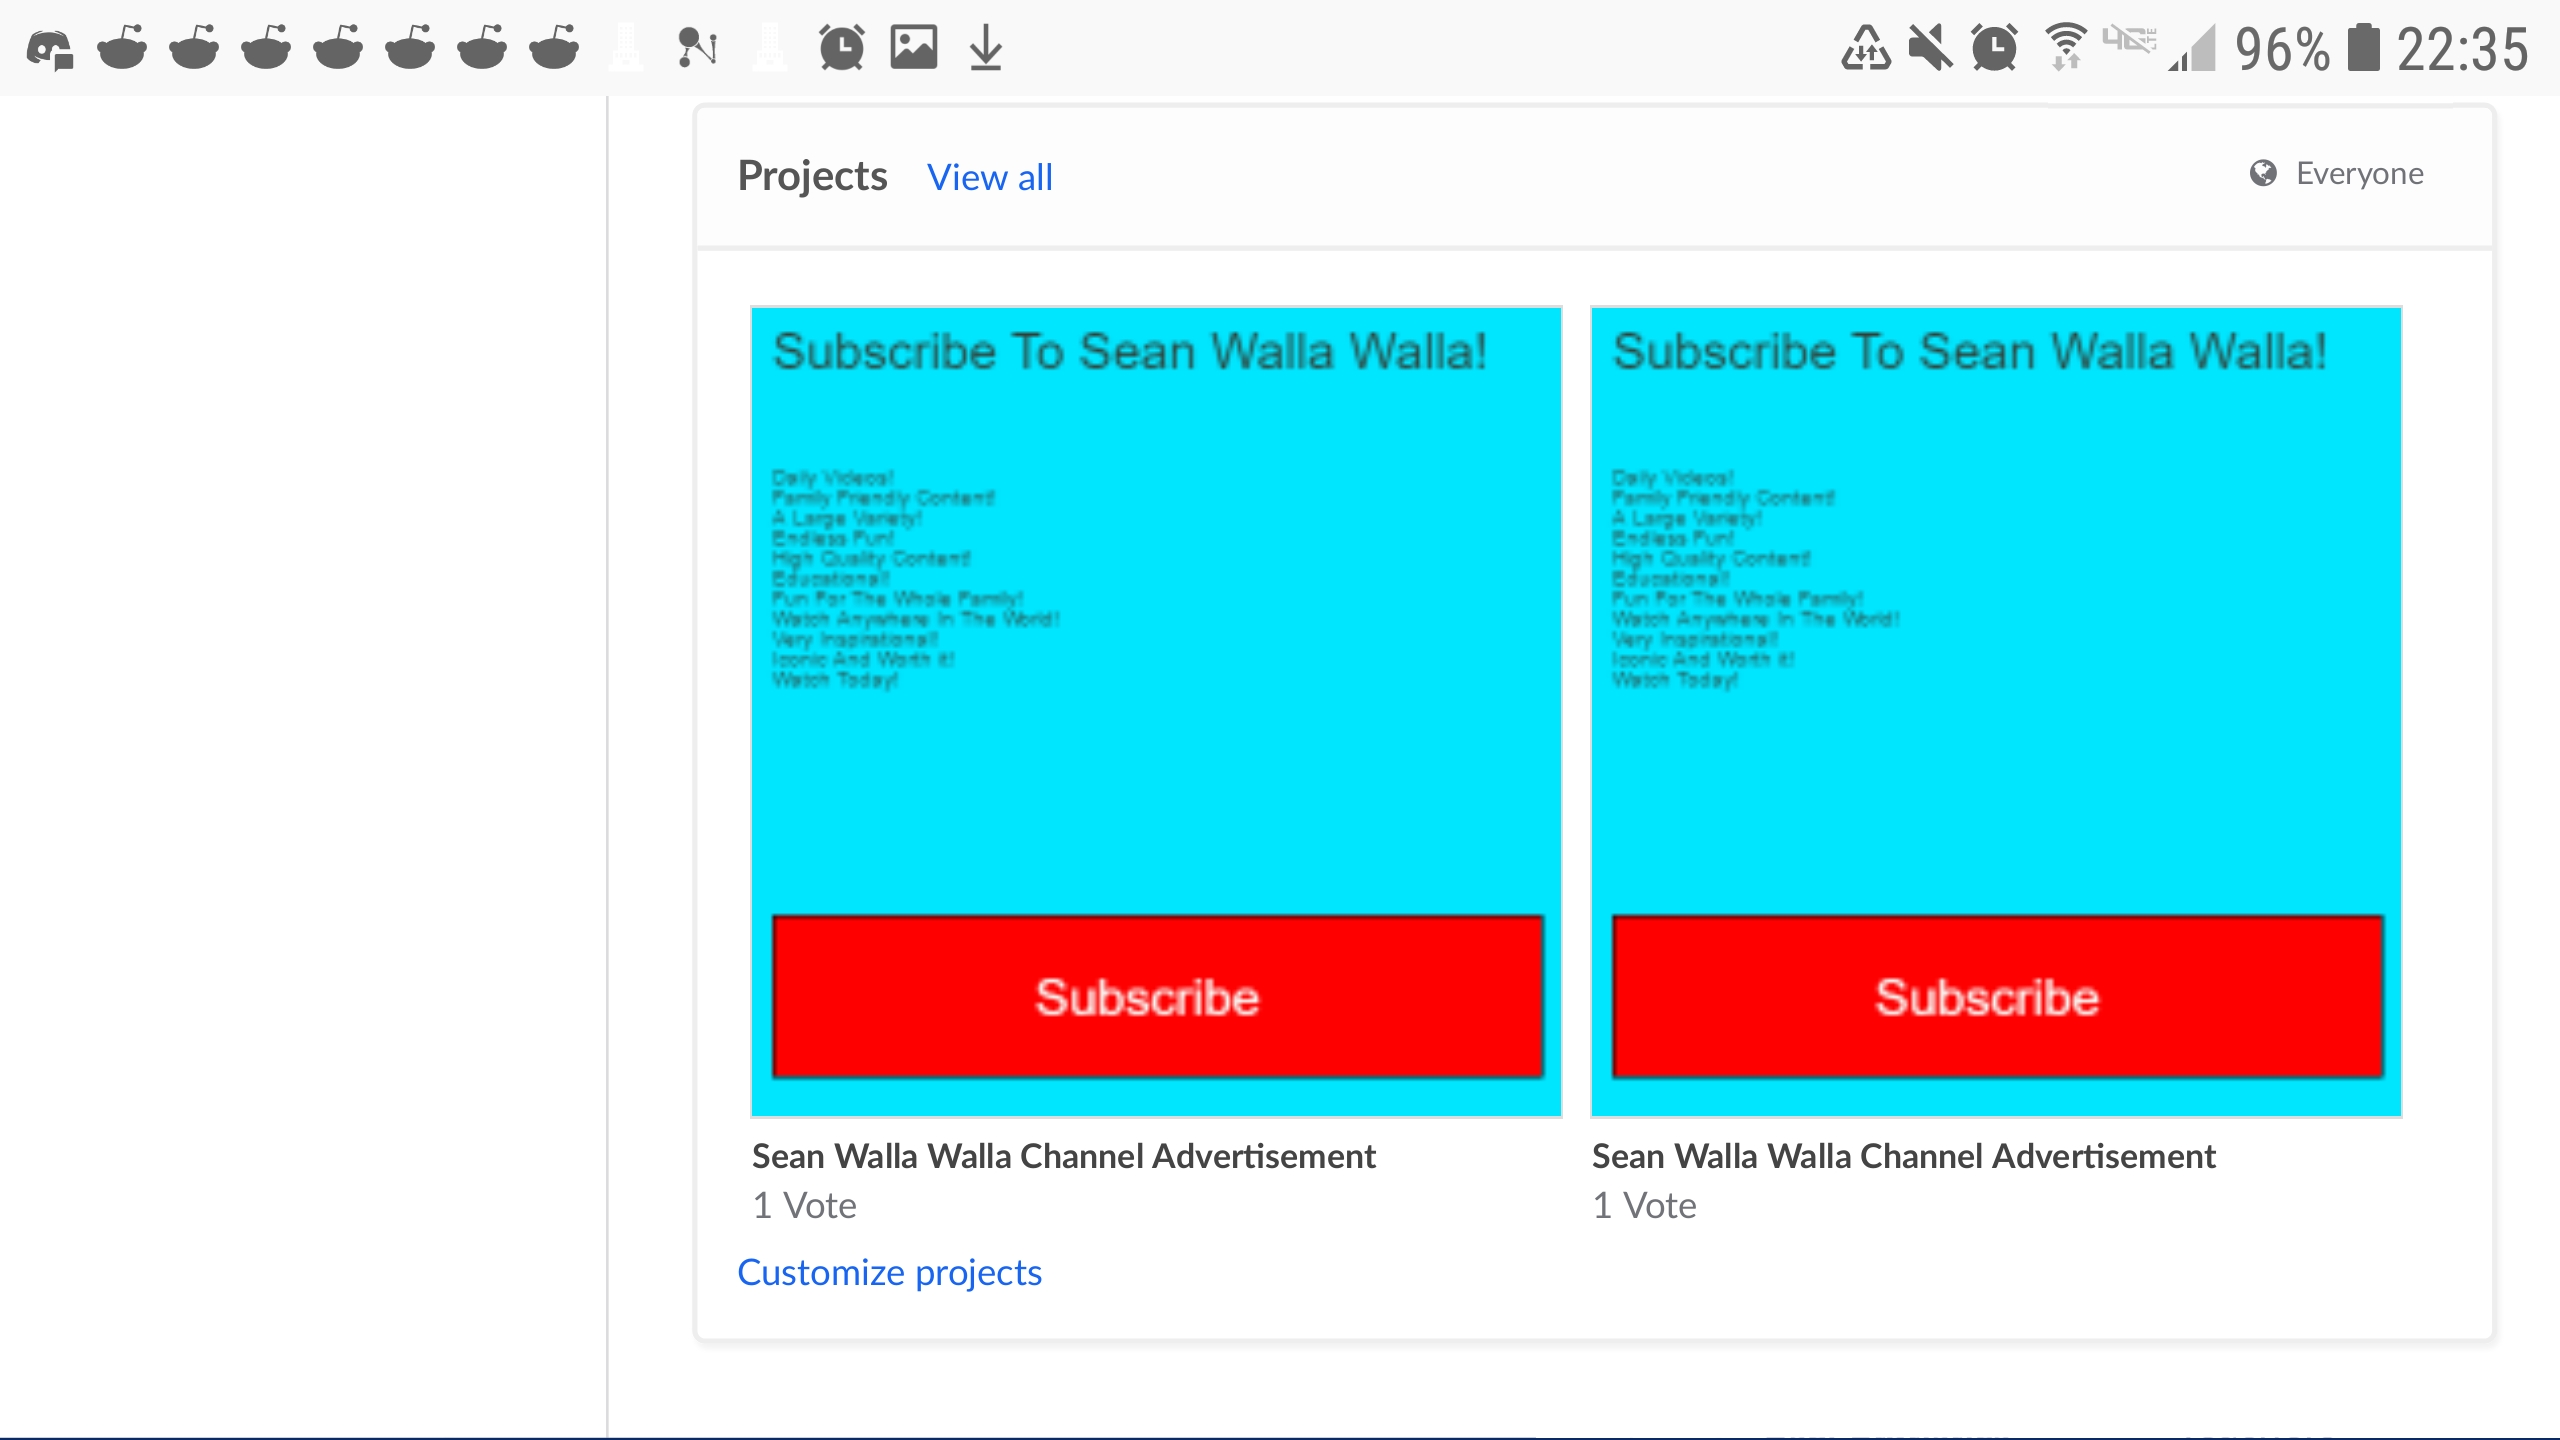 96% 22:35
Projects View all Everyone
Subscribe To Sean Walla Walla!
Daily Videos!
Family Friendly Content!
A Large Variety!
Endless Fun!
High Quality Content!
Educational!
Fun For The Whole Family!
Watch Anywhere In The World!
Very Inspirational!
Iconic And Worth it!
Watch Today!
Subscribe
Sean Walla Walla Channel Advertisement
1 Vote
Subscribe To Sean Walla Walla!
Daily Videos!
Family Friendly Content!
A Large Variety!
Endless Fun!
High Quality Content!
Educational!
Fun For The Whole Family!
Watch Anywhere In The World!
Very Inspirational!
Iconic And Worth it!
Watch Today!
Subscribe
Sean Walla Walla Channel Advertisement
1 Vote
Customize projects